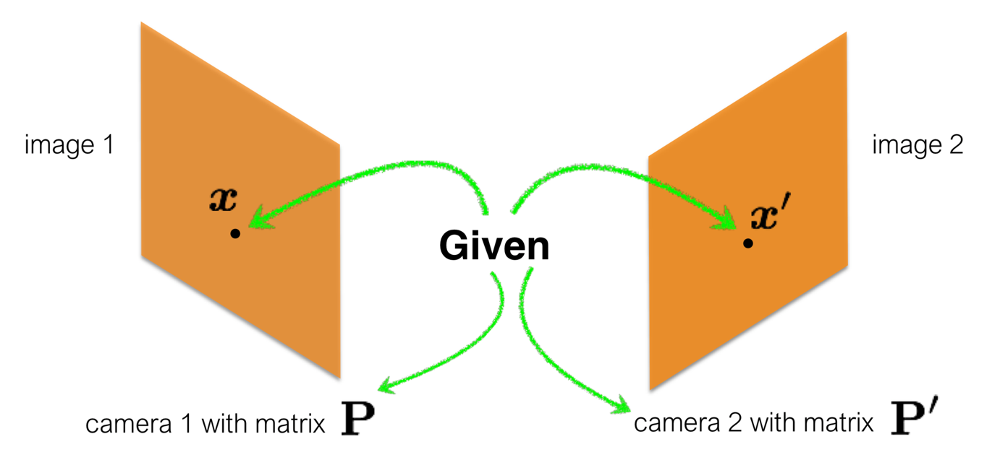 image 1
image 2
x
x′
Given
camera 1 with matrix P
camera 2 with matrix P′